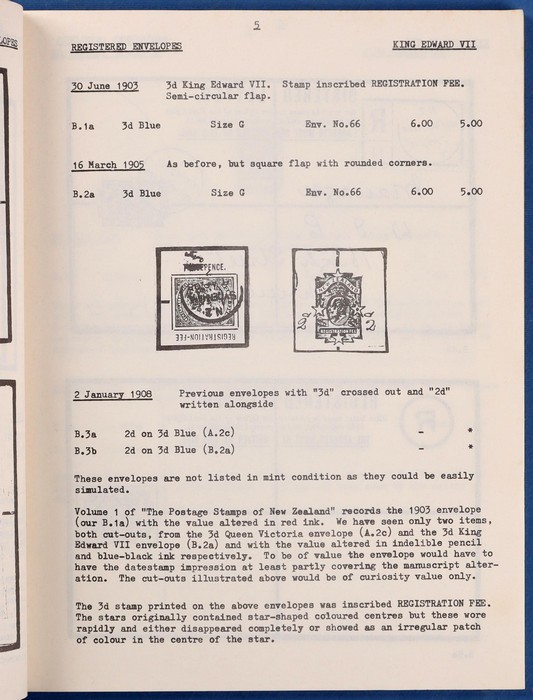 5
REGISTERED ENVELOPES KING EDWARD VII
30 June 1903 3d King Edward VII. Stamp inscribed REGISTRATION FEE.
Semi-circular flap.
B.1a 3d Blue Size G Env. No.66 6.00 5.00
16 March 1905 As before, but square flap with rounded corners.
B.2a 3d Blue Size G Env. No.66 6.00 5.00
PENCE.
N.Z.
REGISTRATION-FEE
NEW ZEALAND
2 2
REGISTRATION FEE
2 January 1908 Previous envelopes with "3d" crossed out and "2d"
written alongside
B.3a 2d on 3d Blue (A.2c) - *
B.3b 2d on 3d Blue (B.2a) - *
These envelopes are not listed in mint condition as they could be easily
simulated.
Volume 1 of "The Postage Stamps of New Zealand" records the 1903 envelope
(our B.1a) with the value altered in red ink. We have seen only two items,
both cut-outs, from the 3d Queen Victoria envelope (A.2c) and the 3d King
Edward VII envelope (B.2a) and with the value altered in indelible pencil
and blue-black ink respectively. To be of value the envelope would have to
have the datestamp impression at least partly covering the manuscript alter-
ation. The cut-outs illustrated above would be of curiosity value only.
The 3d stamp printed on the above envelopes was inscribed REGISTRATION FEE.
The stars originally contained star-shaped coloured centres but these wore
rapidly and either disappeared completely or showed as an irregular patch
of colour in the centre of the star.